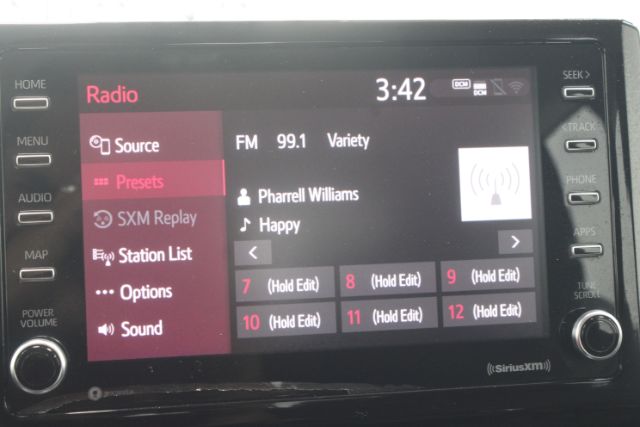 HOME
MENU
AUDIO
MAP
POWER
VOLUME
Radio
3:42
DCM
DCM
Source
Presets
SXM Replay
Station List
Options
Sound
FM 99.1 Variety
Pharrell Williams
Happy
<
>
7 (Hold Edit)
8 (Hold Edit)
9 (Hold Edit)
10 (Hold Edit)
11 (Hold Edit)
12 (Hold Edit)
SEEK >
< TRACK
PHONE
APPS
TUNE
SCROLL
SiriusXM